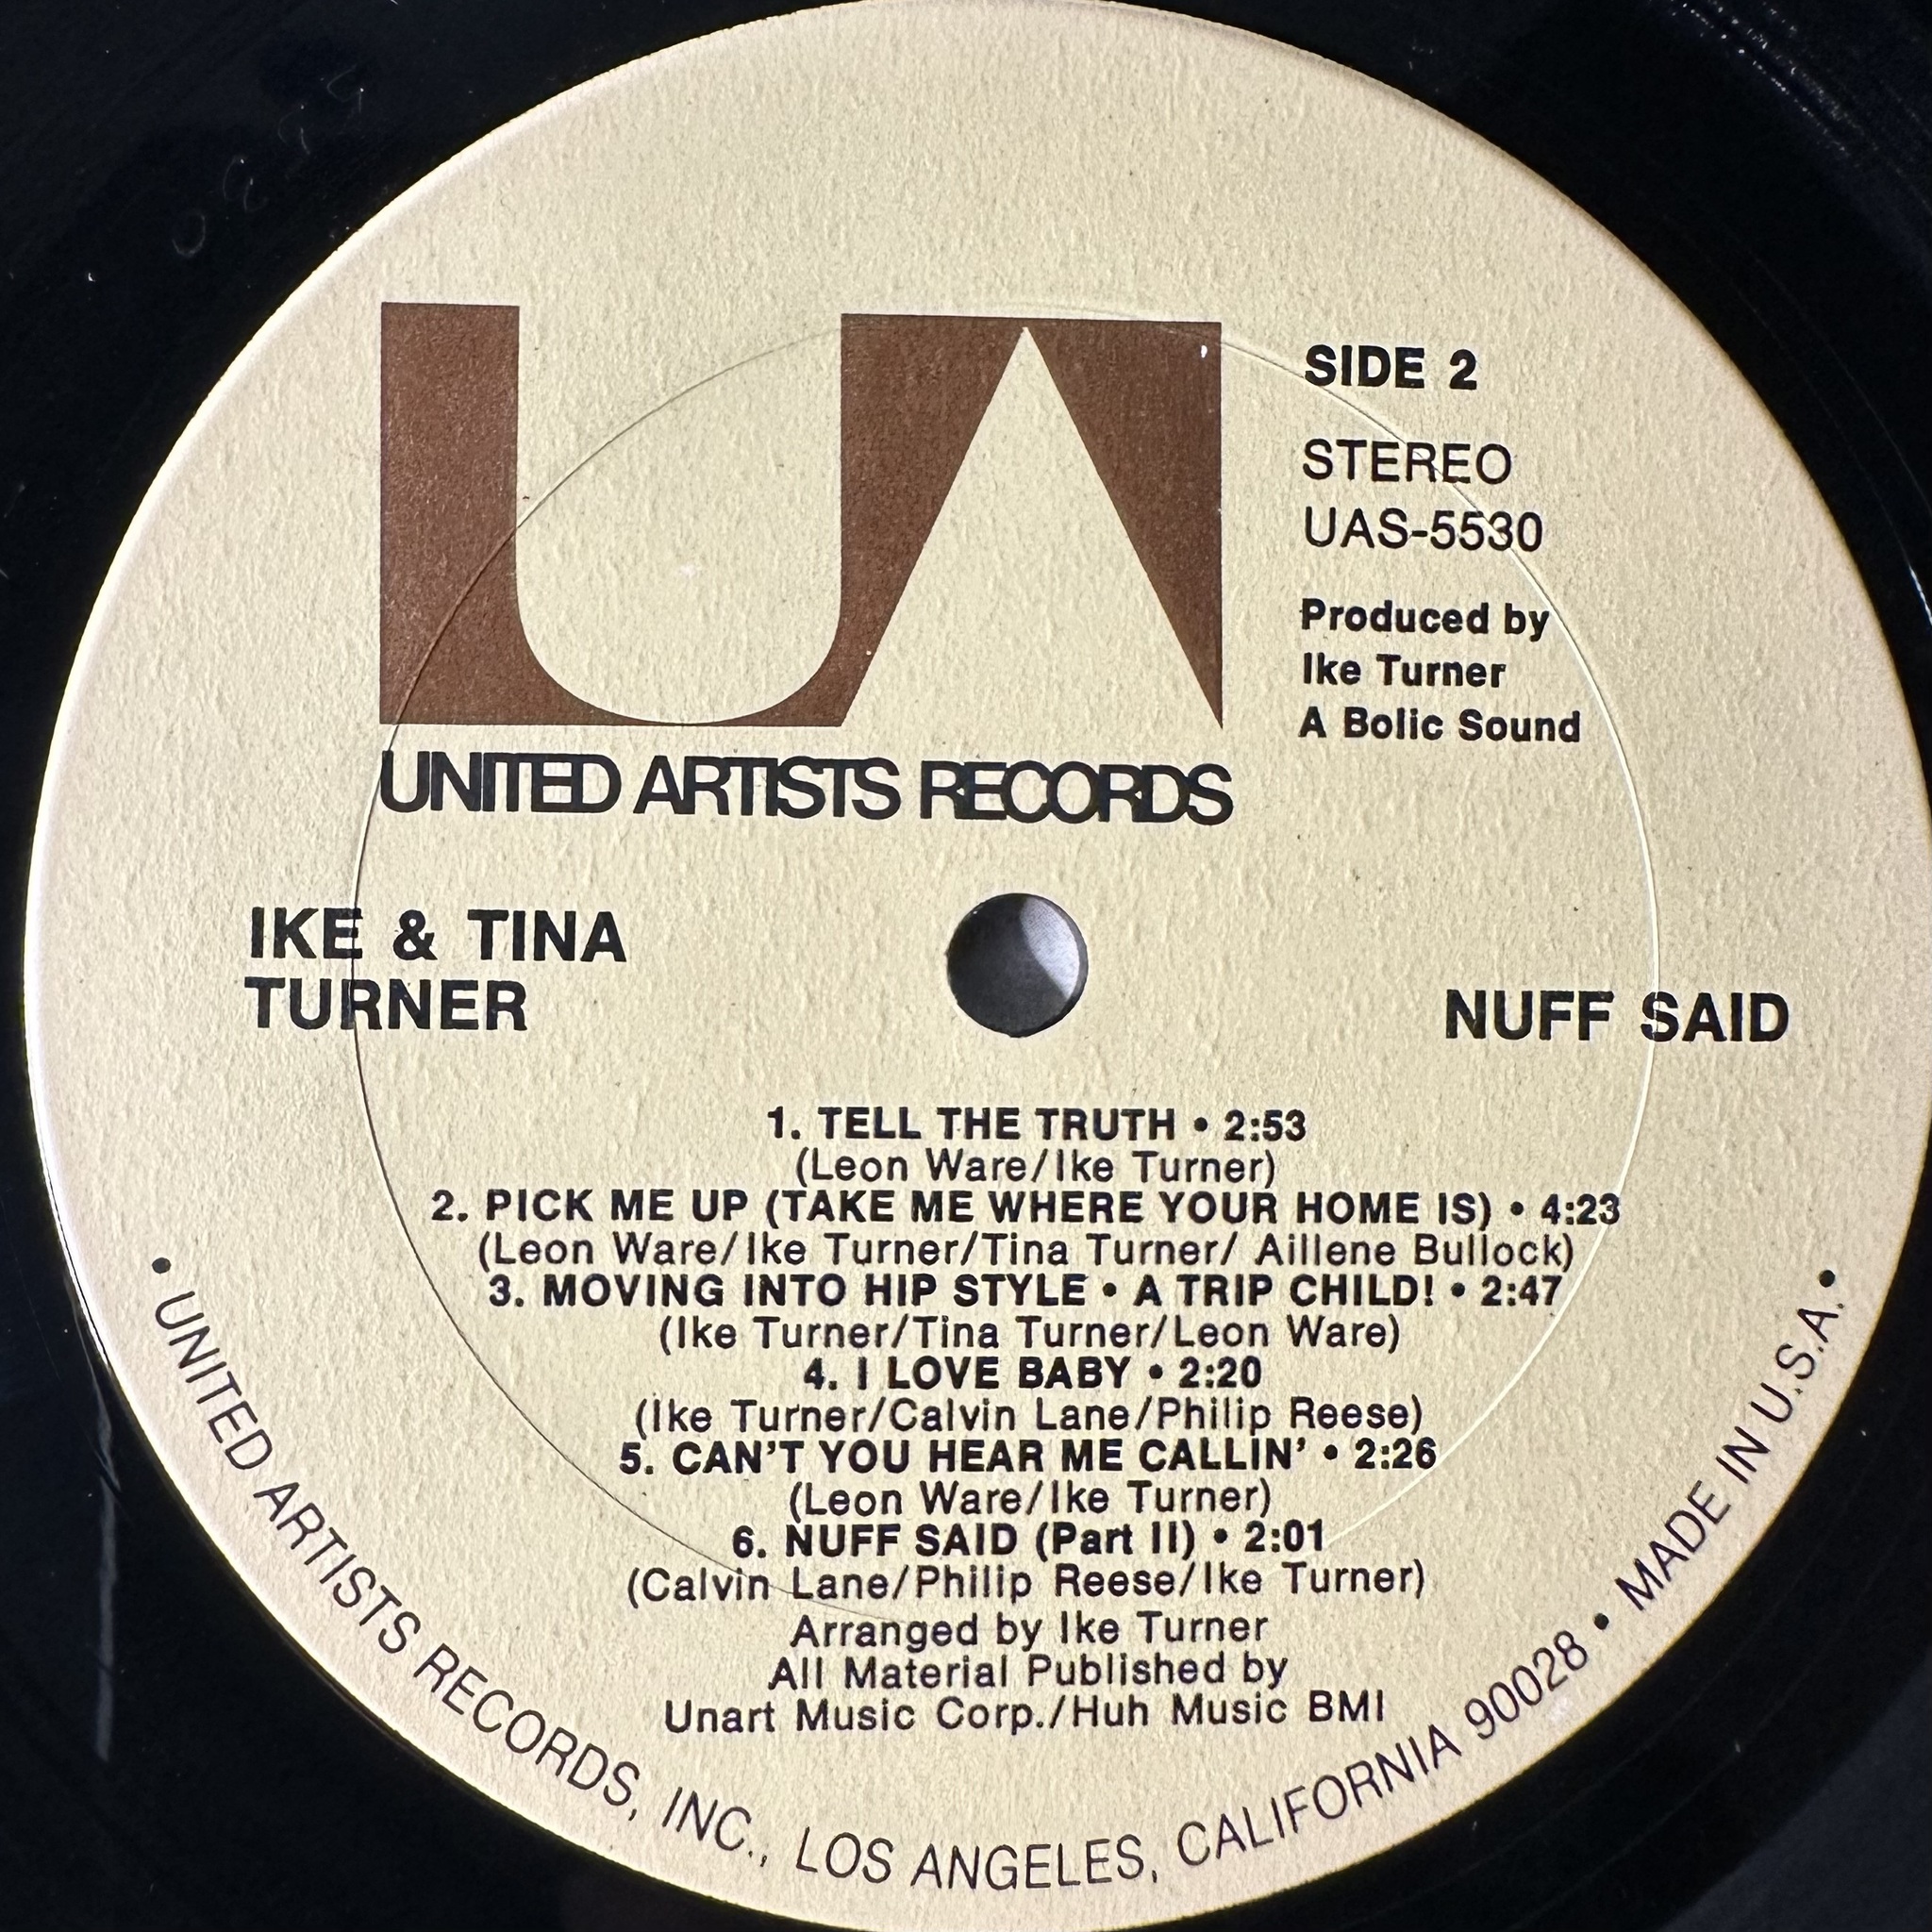 UA
UNITED ARTISTS RECORDS
SIDE 2
STEREO
UAS-5530
Produced by
Ike Turner
A Bolic Sound
IKE & TINA
TURNER
NUFF SAID
1. TELL THE TRUTH • 2:53
(Leon Ware/Ike Turner)
2. PICK ME UP (TAKE ME WHERE YOUR HOME IS) • 4:23
(Leon Ware/Ike Turner/Tina Turner/ Aillene Bullock)
3. MOVING INTO HIP STYLE • A TRIP CHILD! • 2:47
(Ike Turner/Tina Turner/Leon Ware)
4. I LOVE BABY • 2:20
(Ike Turner/Calvin Lane/Philip Reese)
5. CAN'T YOU HEAR ME CALLIN' • 2:26
(Leon Ware/Ike Turner)
6. NUFF SAID (Part II) • 2:01
(Calvin Lane/Philip Reese/Ike Turner)
Arranged by Ike Turner
All Material Published by
Unart Music Corp./Huh Music BMI
• UNITED ARTISTS RECORDS, INC., LOS ANGELES, CALIFORNIA 90028 • MADE IN U.S.A. •